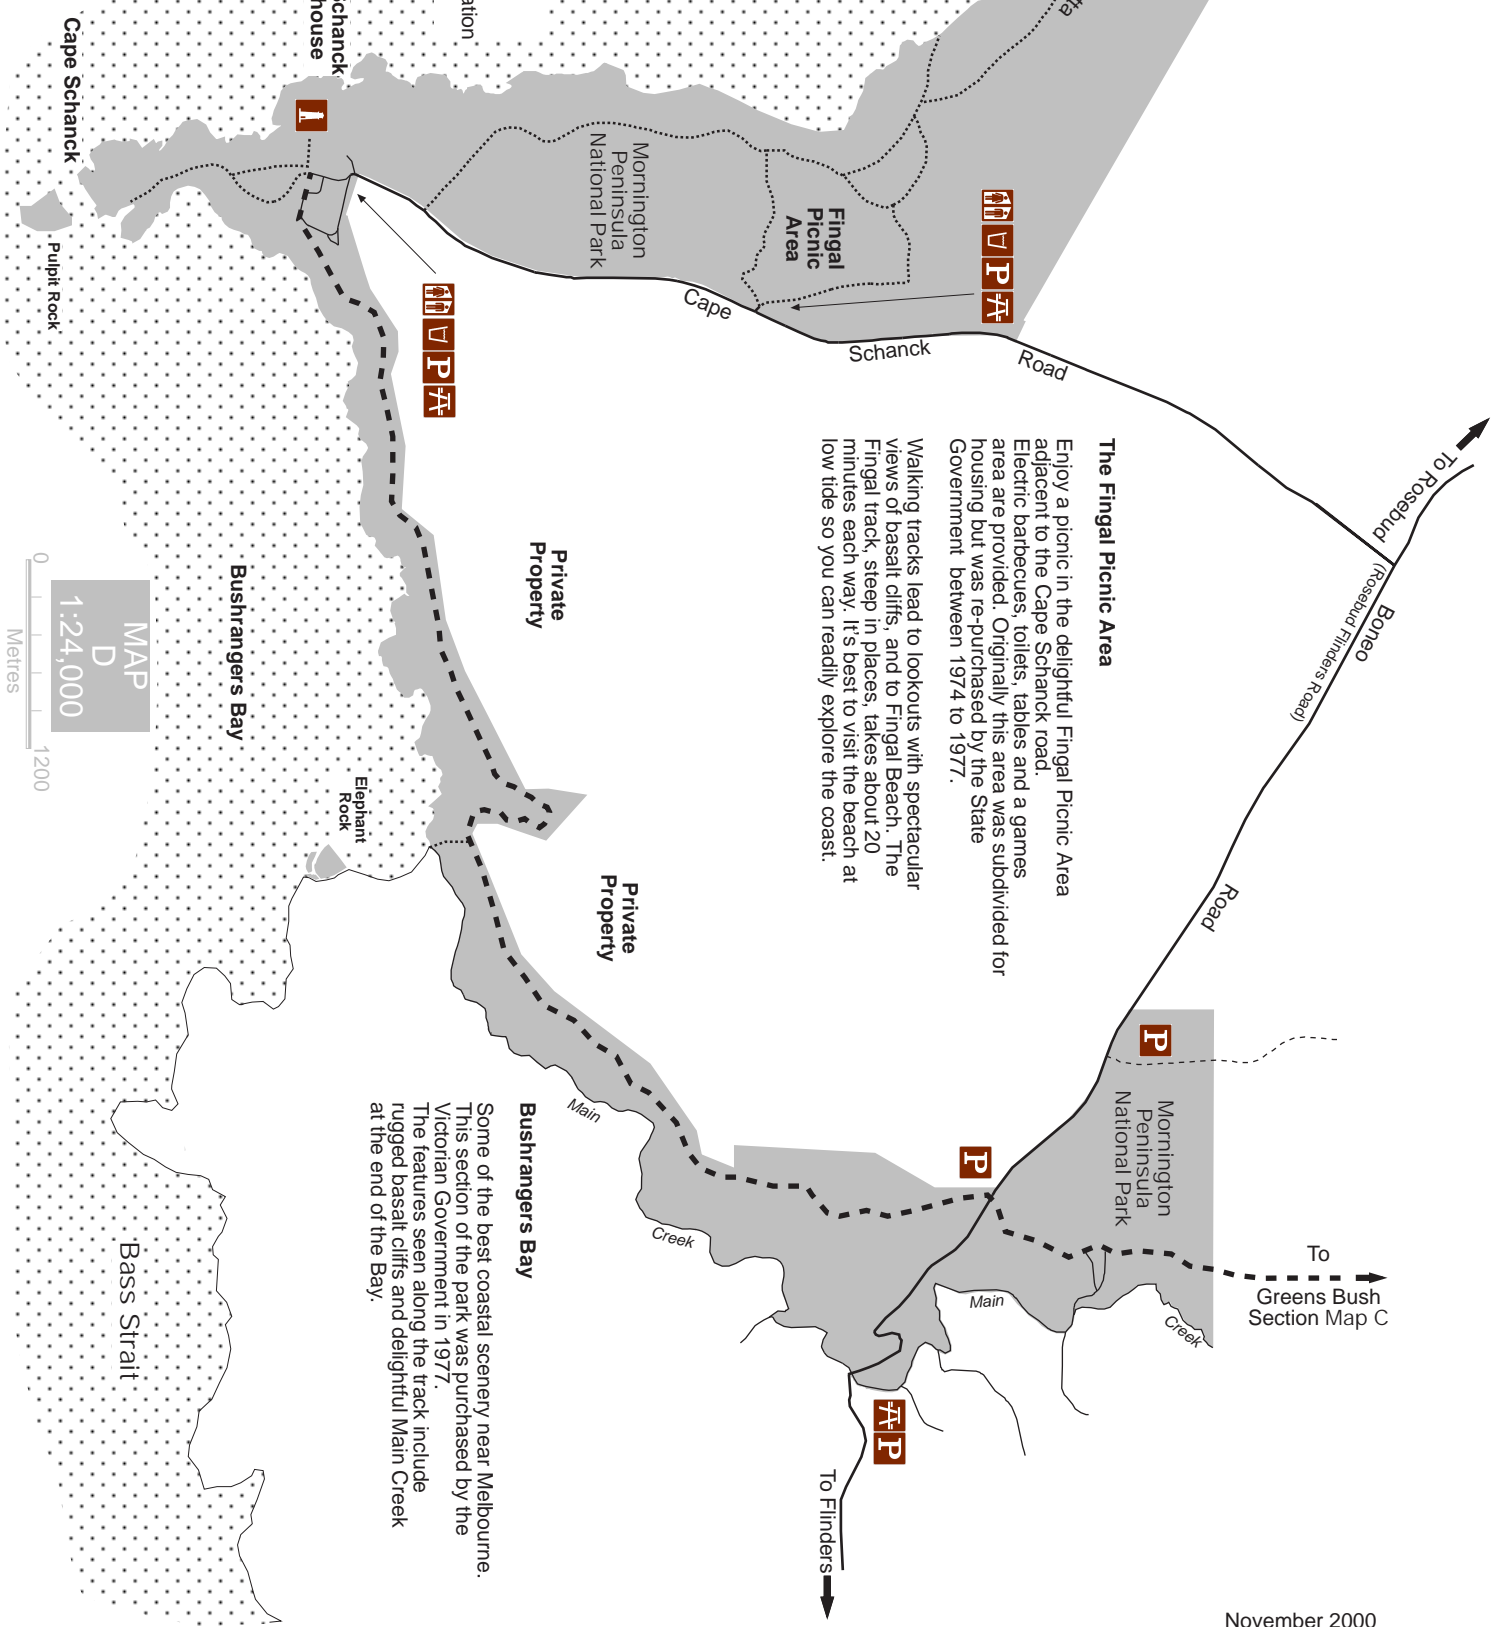 The Fingal Picnic Area
Enjoy a picnic in the delightful Fingal Picnic Area
adjacent to the Cape Schanck road.
Electric barbecues, toilets, tables and a games
area are provided. Originally this area was subdivided for
housing but was re-purchased by the State
Government between 1974 to 1977.
Walking tracks lead to lookouts with spectacular
views of basalt cliffs, and to Fingal Beach. The
Fingal track, steep in places, takes about 20
minutes each way. It's best to visit the beach at
low tide so you can readily explore the coast.
Bushrangers Bay
Some of the best coastal scenery near Melbourne.
This section of the park was purchased by the
Victorian Government in 1977.
The features seen along the track include
rugged basalt cliffs and delightful Main Creek
at the end of the Bay.
To Rosebud
Boneo
(Rosebud Flinders Road)
Road
Cape
Schanck
Road
Fingal
Picnic
Area
Mornington
Peninsula
National Park
Mornington
Peninsula
National Park
P
P
P
P
P
To
Greens Bush
Section Map C
Main
Creek
Main
Creek
To Flinders
Private
Property
Private
Property
Elephant
Rock
Bushrangers Bay
Bass Strait
Pulpit Rock
Cape Schanck
chanck
house
ation
tta
MAP
D
1:24,000
0
1200
Metres
November 2000